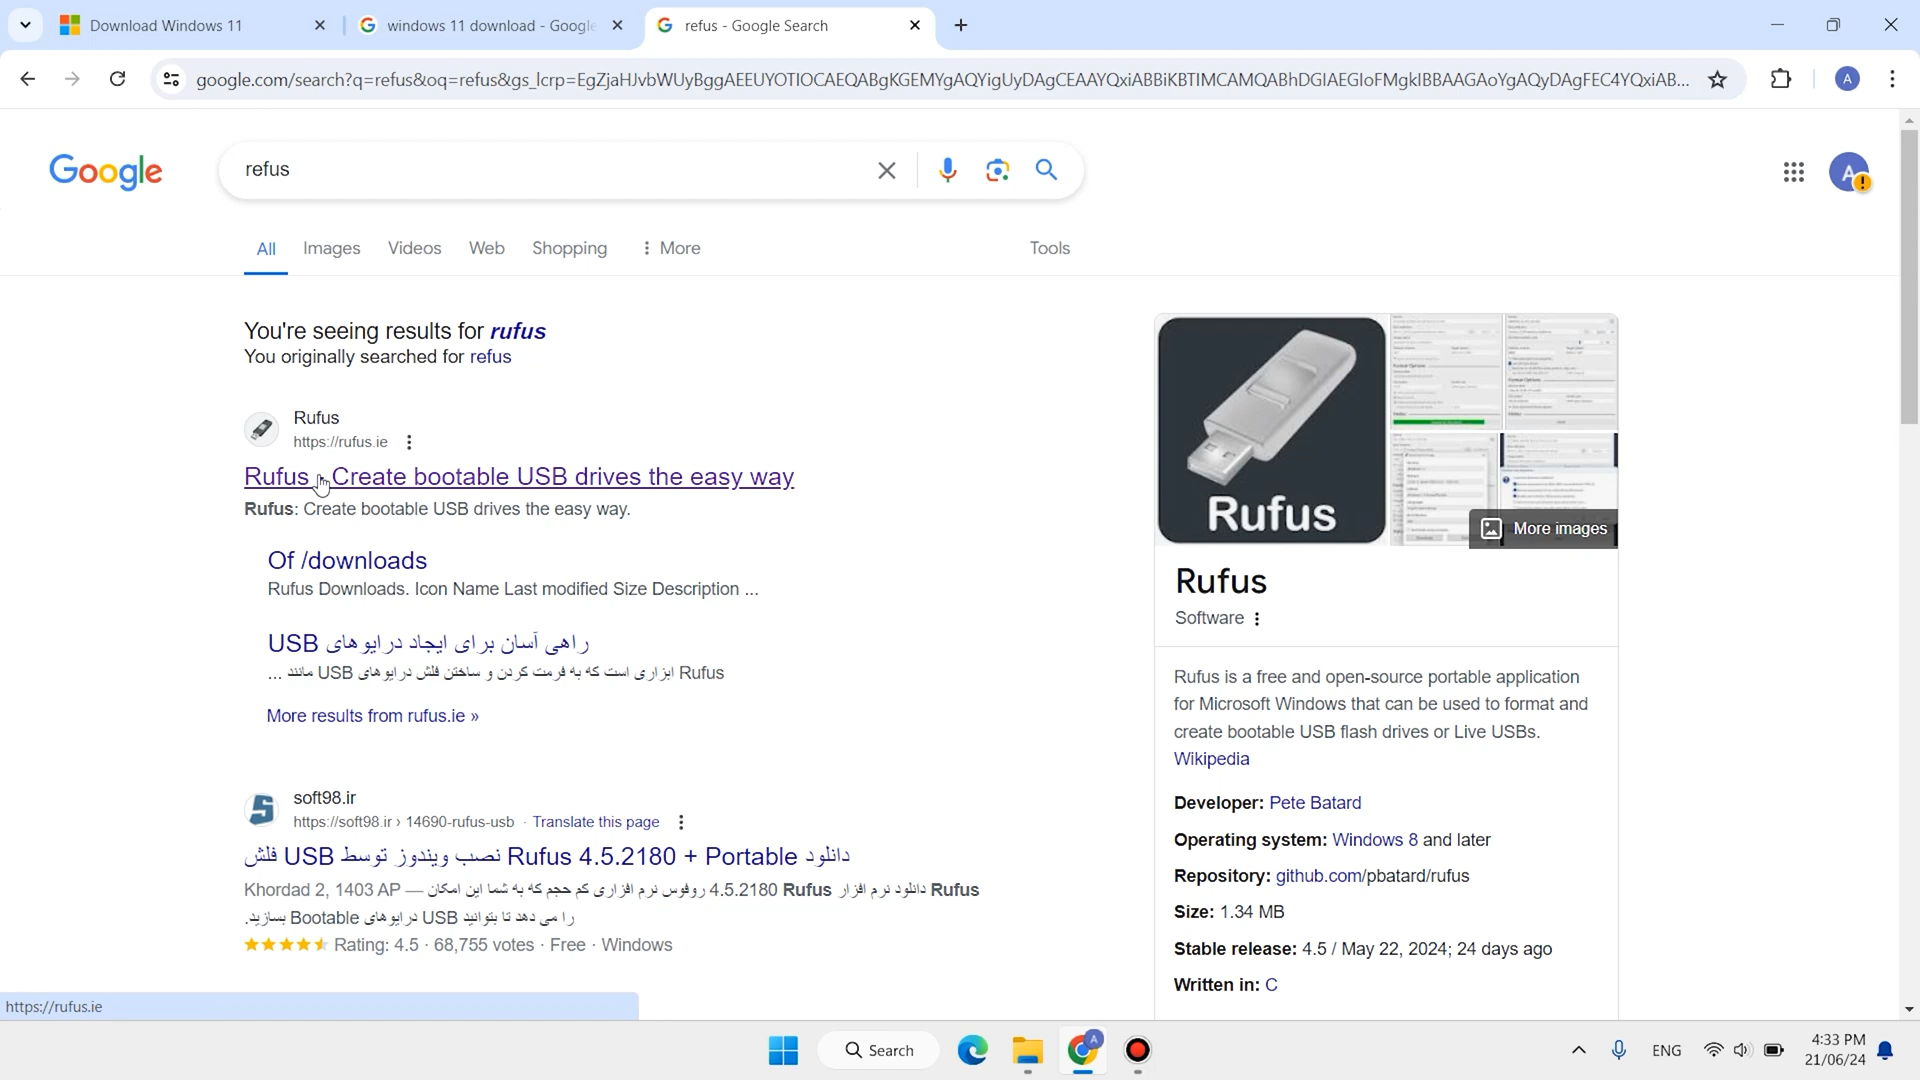 Download Windows 11
windows 11 download - Google
refus - Google Search
google.com/search?q=refus&oq=refus&gs_lcrp=EgZjaHJvbWUyBggAEEUYOTIOCAEQABgKGEMYgAQYigUyDAgCEAAYQxiABBiKBTIMCAMQABhDGIAEGIoFMgkIBBAAGAoYgAQyDAgFEC4YQxiAB...
A
Google
refus
A
All Images Videos Web Shopping More Tools
You're seeing results for rufus
You originally searched for refus
Rufus
https://rufus.ie
Rufus - Create bootable USB drives the easy way
Rufus: Create bootable USB drives the easy way.
Of /downloads
Rufus Downloads. Icon Name Last modified Size Description ...
راهی آسان برای ایجاد درایوهای USB
Rufus ابزاری است که به فرمت کردن و ساختن فلش درایوهای USB مانند ...
More results from rufus.ie »
soft98.ir
https://soft98.ir › 14690-rufus-usb · Translate this page
دانلود Rufus 4.5.2180 + Portable نصب ویندوز توسط USB فلش
Khordad 2, 1403 AP — Rufus دانلود نرم افزار Rufus 4.5.2180 روفوس نرم افزاری کم حجم که به شما این امکان
را می دهد تا بتوانید USB درایوهای Bootable بسازید.
Rating: 4.5 · 68,755 votes · Free · Windows
Rufus
More images
Rufus
Software
Rufus is a free and open-source portable application
for Microsoft Windows that can be used to format and
create bootable USB flash drives or Live USBs.
Wikipedia
Developer: Pete Batard
Operating system: Windows 8 and later
Repository: github.com/pbatard/rufus
Size: 1.34 MB
Stable release: 4.5 / May 22, 2024; 24 days ago
Written in: C
https://rufus.ie
Search
A
ENG
4:33 PM
21/06/24